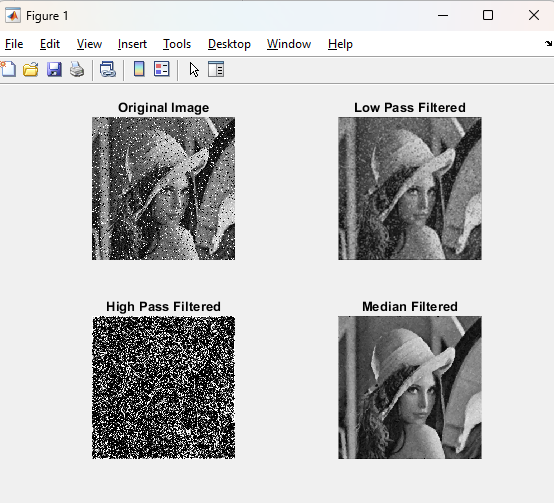 Figure 1
File Edit View Insert Tools Desktop Window Help
Original Image
Low Pass Filtered
High Pass Filtered
Median Filtered